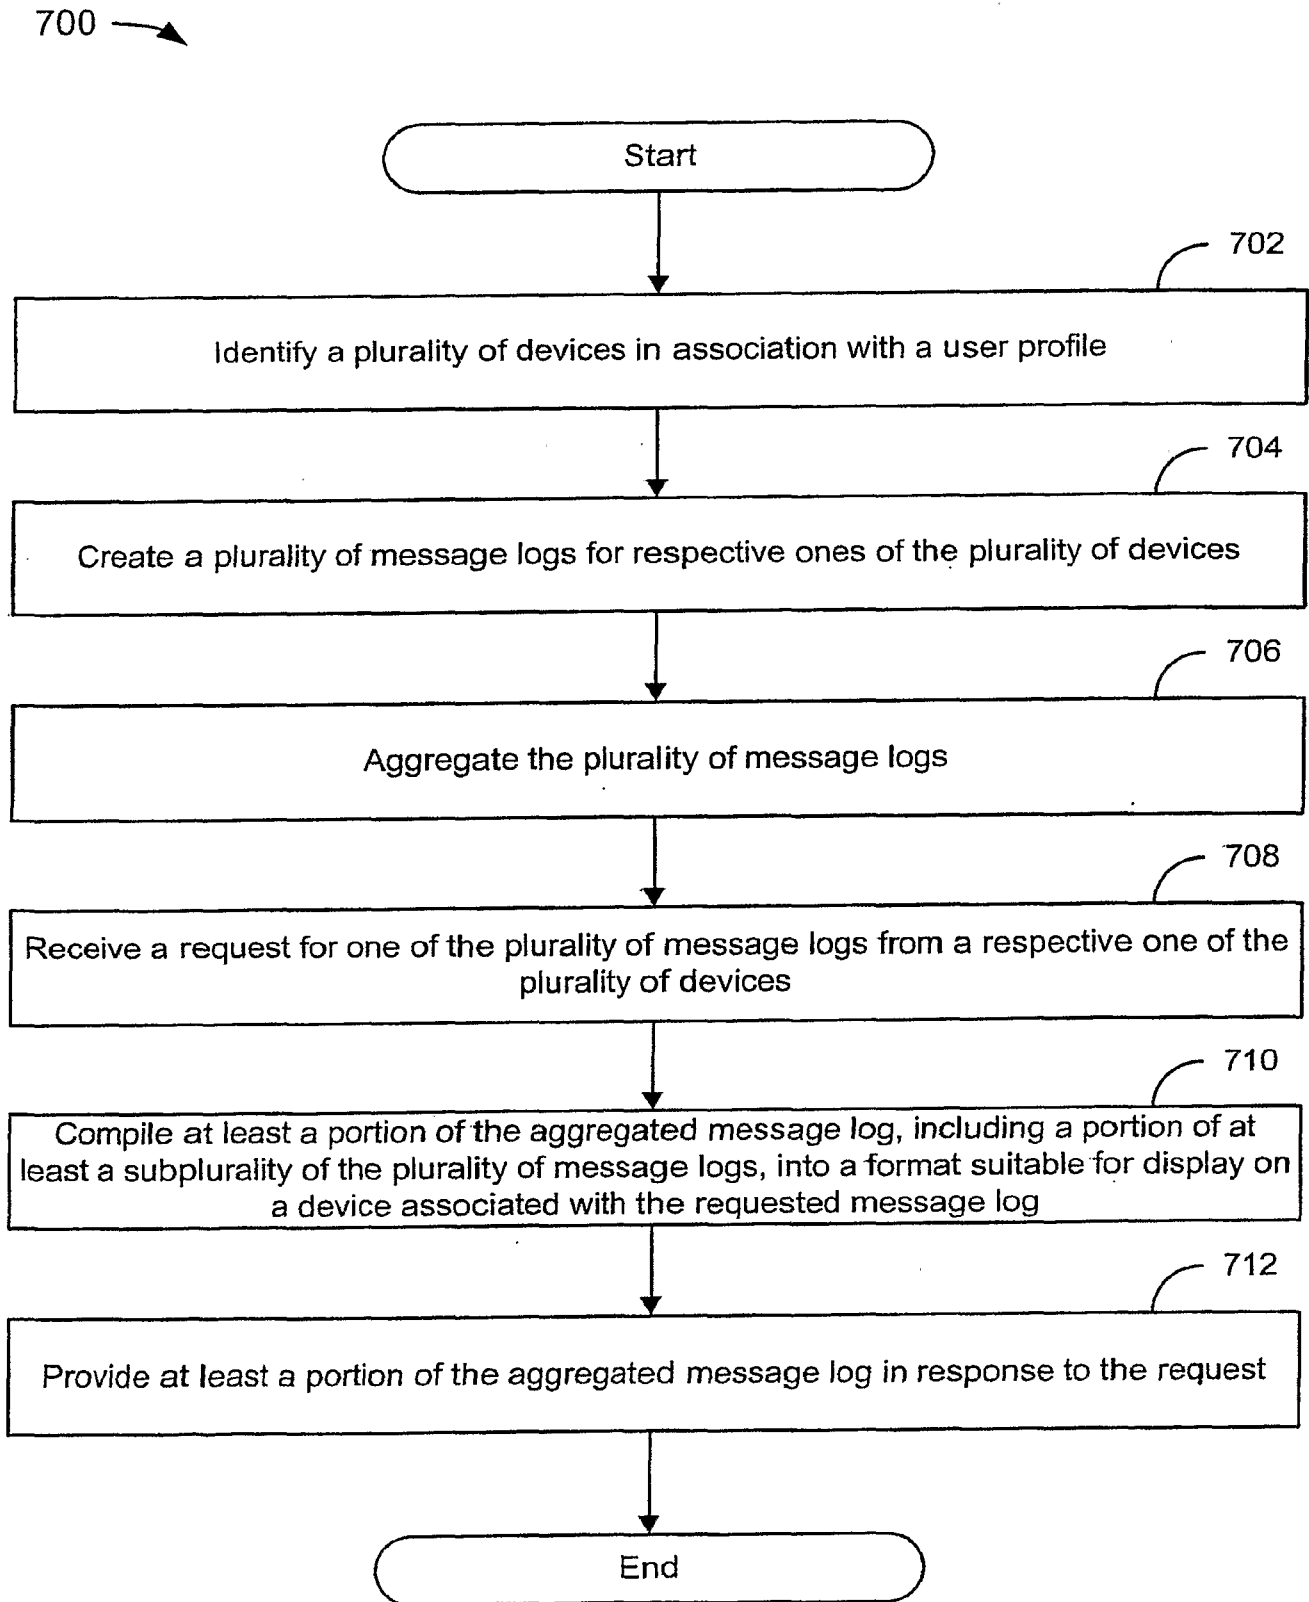 700
Start
702
Identify a plurality of devices in association with a user profile
704
Create a plurality of message logs for respective ones of the plurality of devices
706
Aggregate the plurality of message logs
708
Receive a request for one of the plurality of message logs from a respective one of the
plurality of devices
710
Compile at least a portion of the aggregated message log, including a portion of at
least a subplurality of the plurality of message logs, into a format suitable for display on
a device associated with the requested message log
712
Provide at least a portion of the aggregated message log in response to the request
End